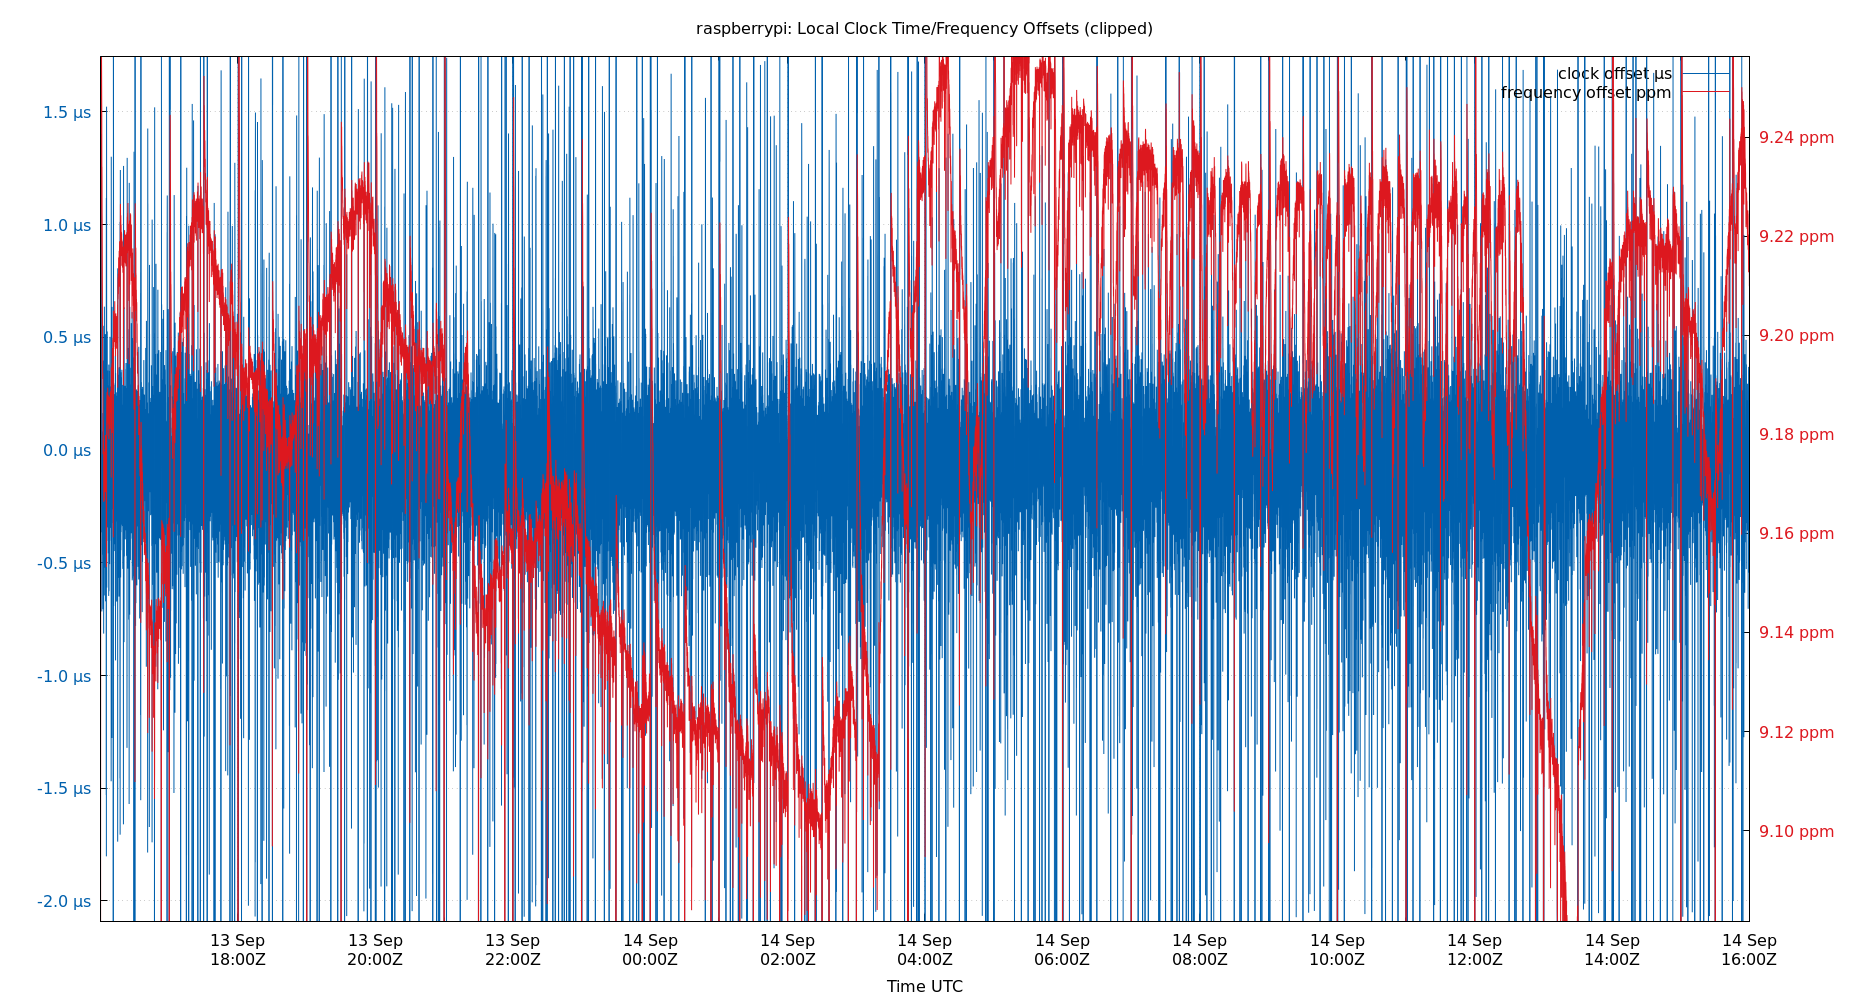 raspberrypi: Local Clock Time/Frequency Offsets (clipped)
clock offset µs
frequency offset ppm
1.5 µs
1.0 µs
0.5 µs
0.0 µs
-0.5 µs
-1.0 µs
-1.5 µs
-2.0 µs
9.24 ppm
9.22 ppm
9.20 ppm
9.18 ppm
9.16 ppm
9.14 ppm
9.12 ppm
9.10 ppm
13 Sep 13 Sep 13 Sep 14 Sep 14 Sep 14 Sep 14 Sep 14 Sep 14 Sep 14 Sep 14 Sep 14 Sep
18:00Z 20:00Z 22:00Z 00:00Z 02:00Z 04:00Z 06:00Z 08:00Z 10:00Z 12:00Z 14:00Z 16:00Z
Time UTC